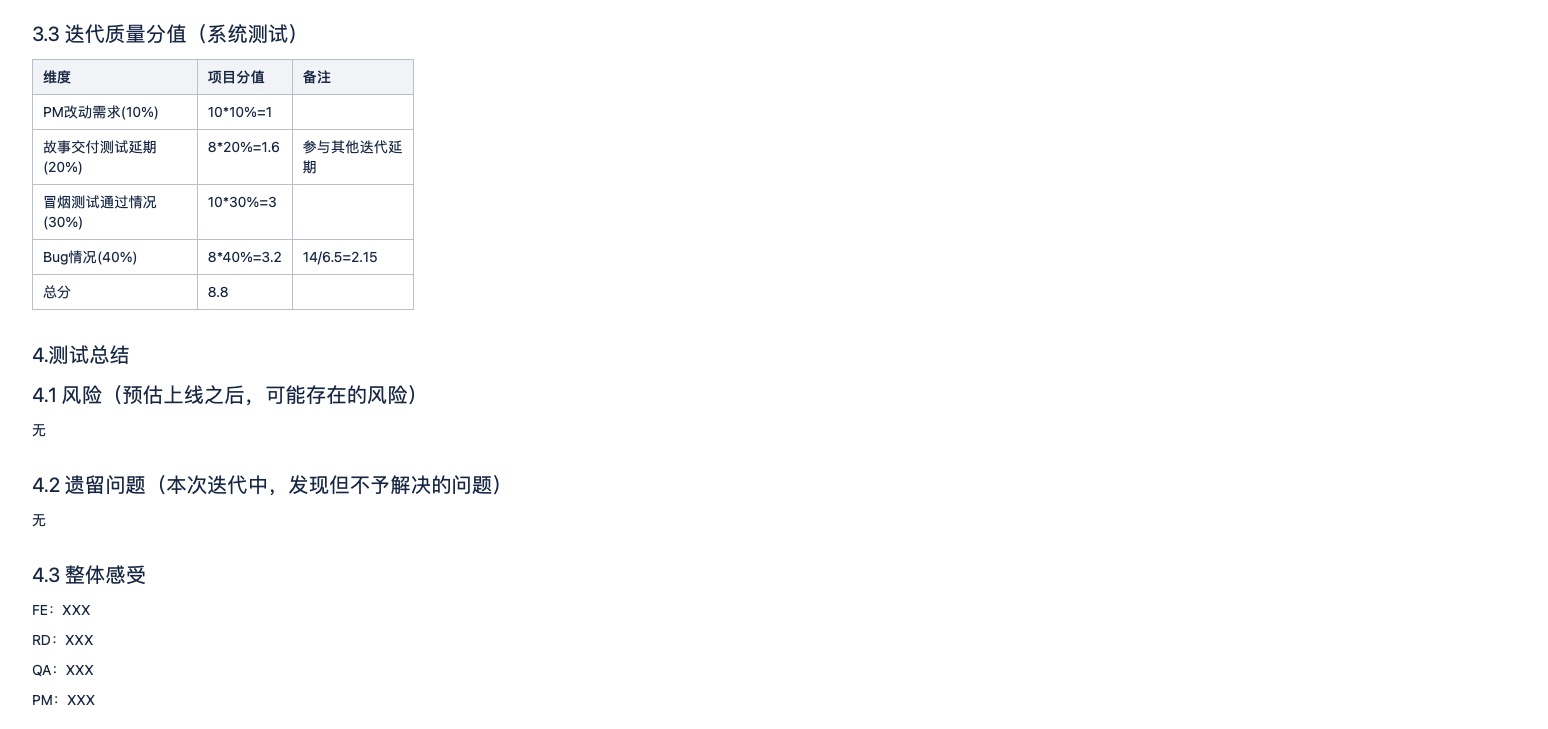 3.3 迭代质量分值（系统测试）
维度 项目分值 备注
PM改动需求(10%) 10*10%=1
故事交付测试延期 8*20%=1.6 参与其他迭代延
(20%) 期
冒烟测试通过情况 10*30%=3
(30%)
Bug情况(40%) 8*40%=3.2 14/6.5=2.15
总分 8.8
4.测试总结
4.1 风险（预估上线之后，可能存在的风险）
无
4.2 遗留问题（本次迭代中，发现但不予解决的问题）
无
4.3 整体感受
FE：XXX
RD：XXX
QA：XXX
PM：XXX